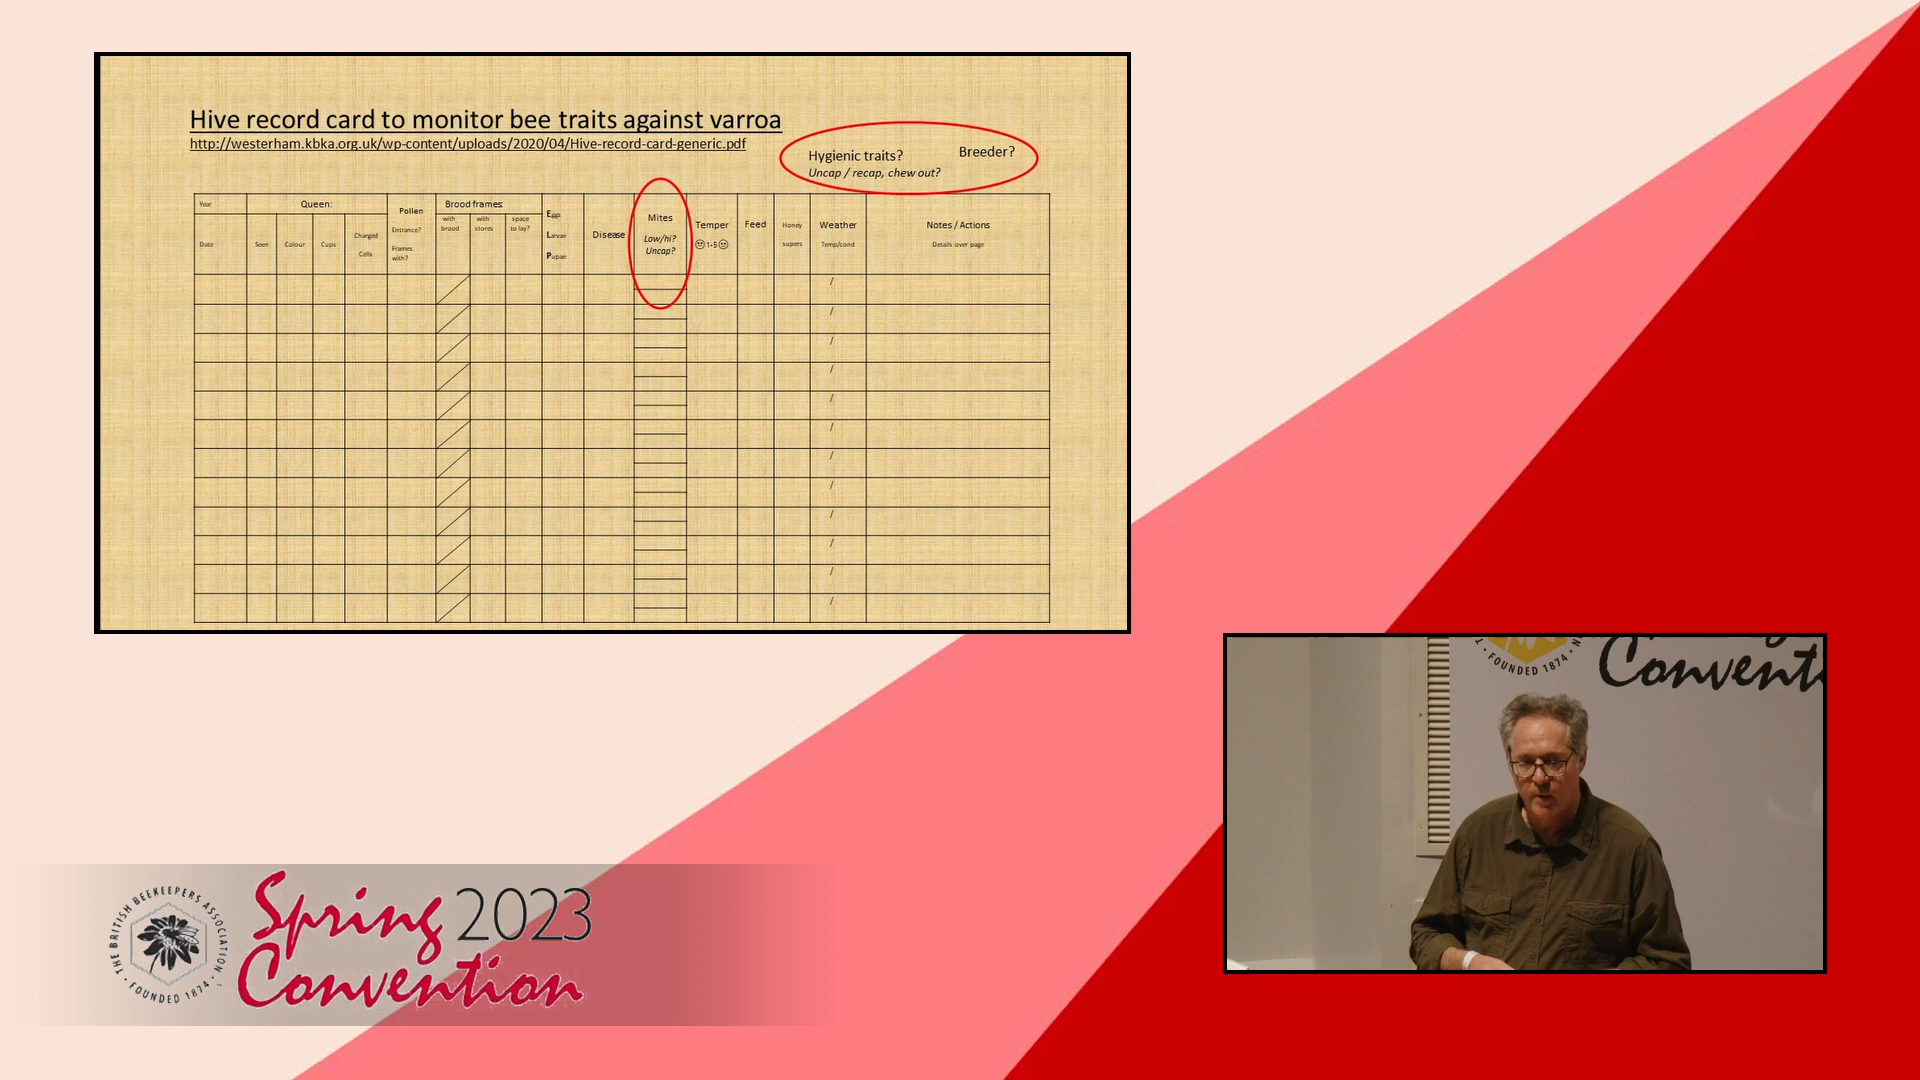 Hive record card to monitor bee traits against varroa
http://westerham.kbka.org.uk/wp-content/uploads/2020/04/Hive-record-card-generic.pdf
Hygienic traits?
Breeder?
Uncap / recap, chew out?
Year
Queen:
Pollen
Entrance?
Frames
with?
Brood frames
with
brood
with
stores
space
to lay?
Eggs
Larvae
Pupae
Disease
Mites
Low/hi?
Uncap?
Temper
☺1-5☹
Feed
Honey
supers
Weather
Temp/cond
Notes / Actions
Details over page
Date
Seen
Colour
Cups
Charged
Cells
/
/
/
/
/
/
/
/
/
/
/
/
FOUNDED 1874
Convent
THE BRITISH BEEKEEPERS ASSOCIATION
FOUNDED 1874
Spring 2023
Convention